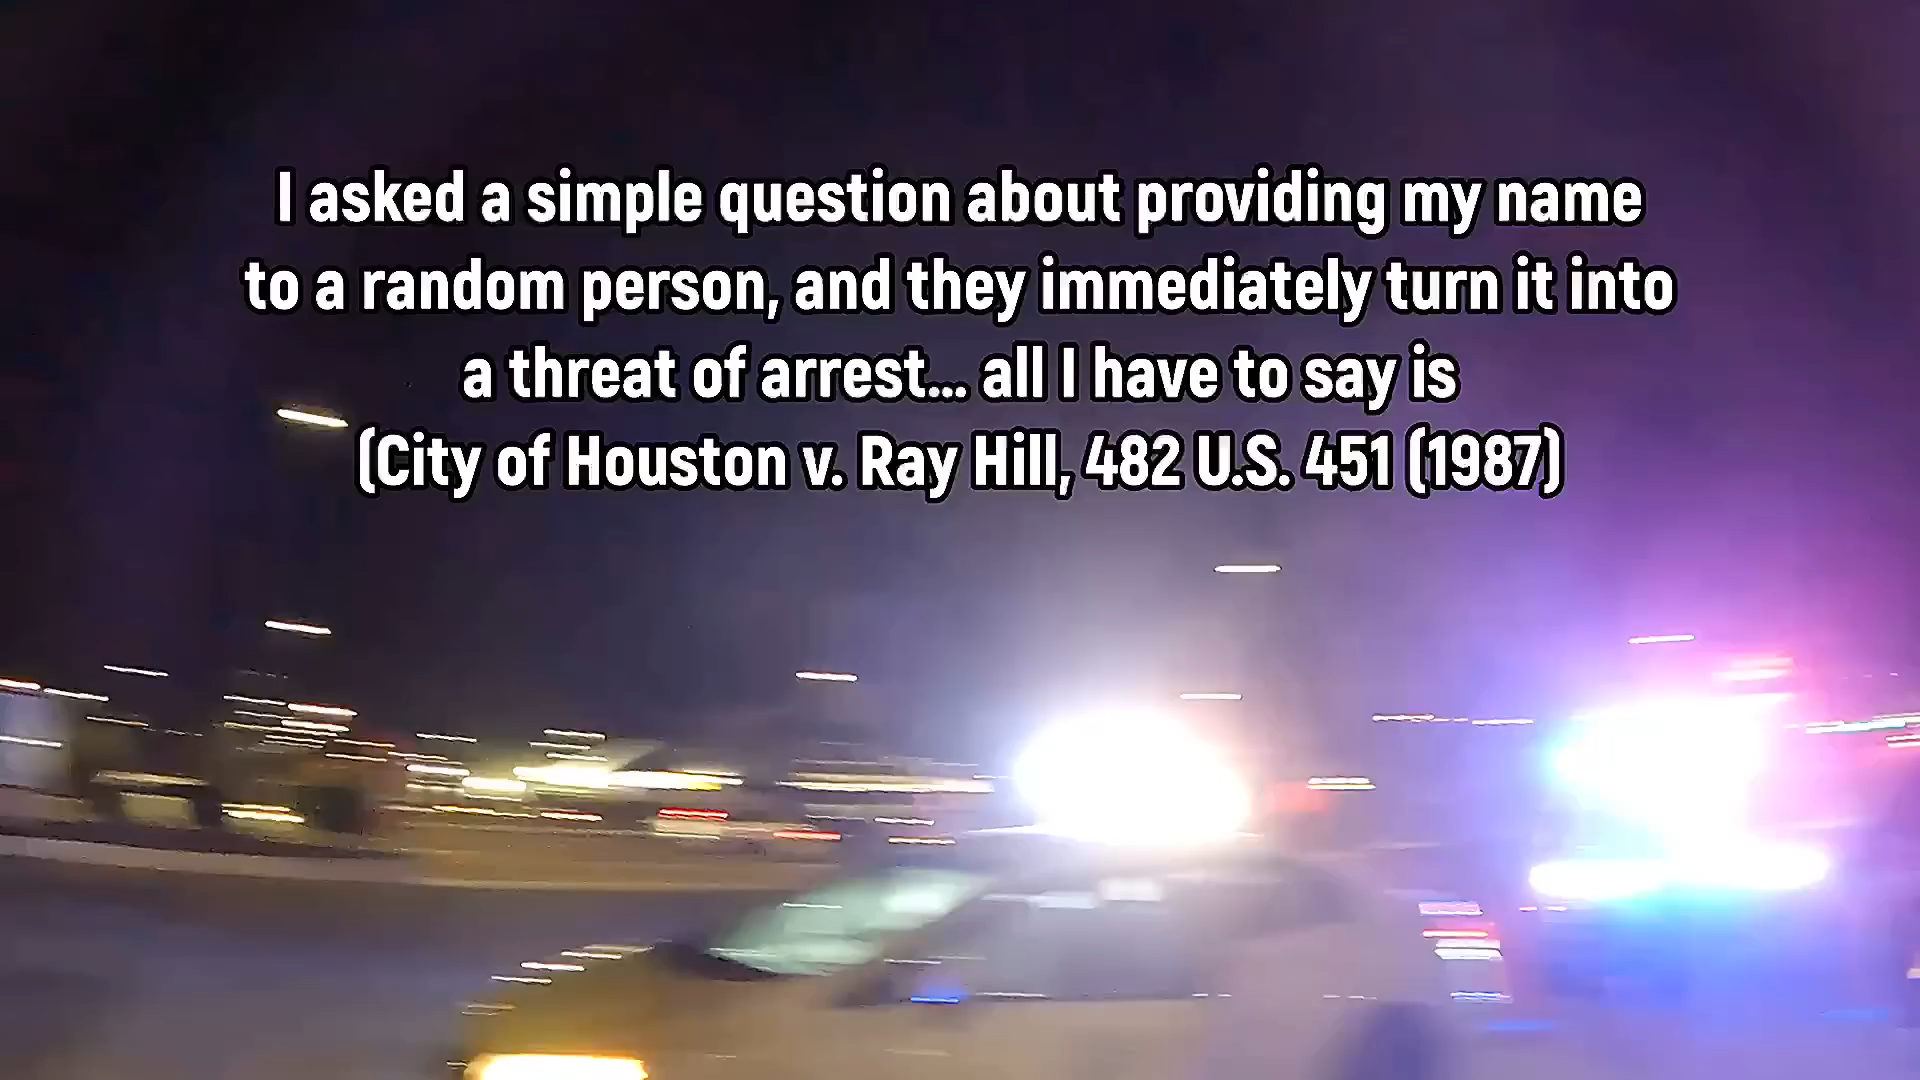 I asked a simple question about providing my name
to a random person, and they immediately turn it into
a threat of arrest... all I have to say is
(City of Houston v. Ray Hill, 482 U.S. 451 (1987)